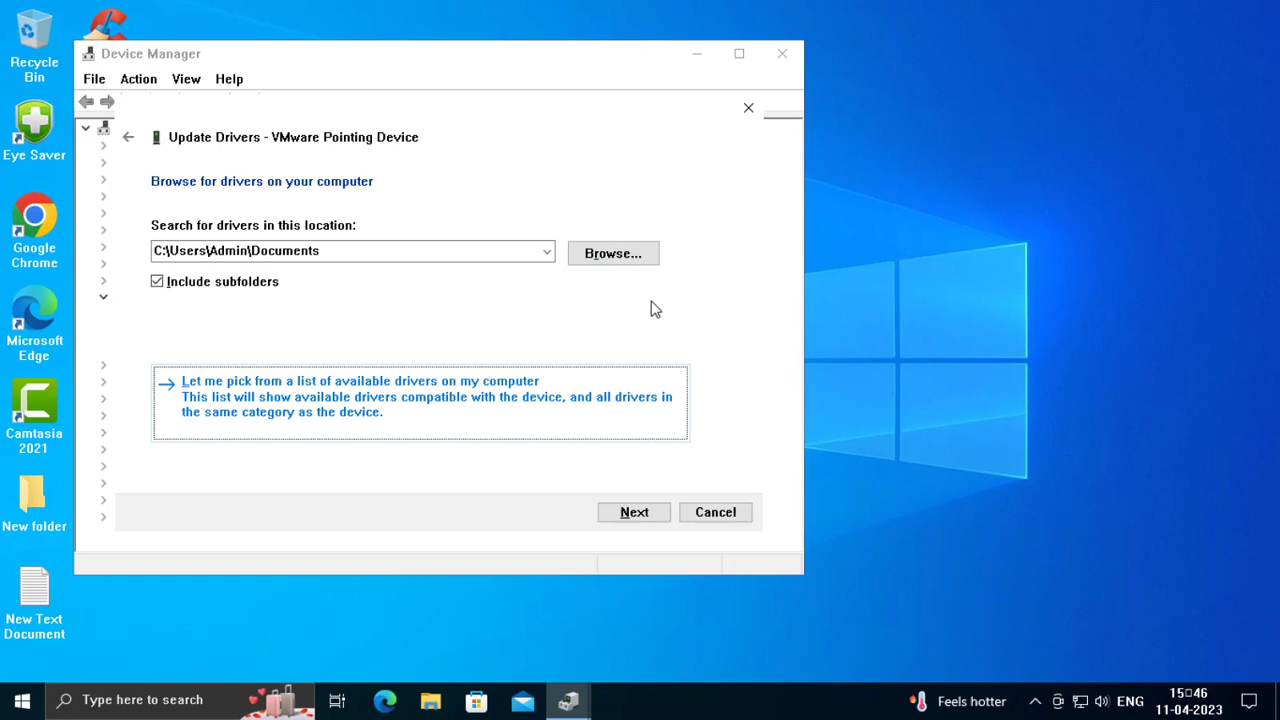 Recycle
Bin
Eye Saver
Google
Chrome
Microsoft
Edge
Camtasia
2021
New folder
New Text
Document
Device Manager
File Action View Help
Update Drivers - VMware Pointing Device
Browse for drivers on your computer
Search for drivers in this location:
C:\Users\Admin\Documents
Browse...
Include subfolders
Let me pick from a list of available drivers on my computer
This list will show available drivers compatible with the device, and all drivers in
the same category as the device.
Next Cancel
Type here to search
Feels hotter
ENG
15□46
11-04-2023